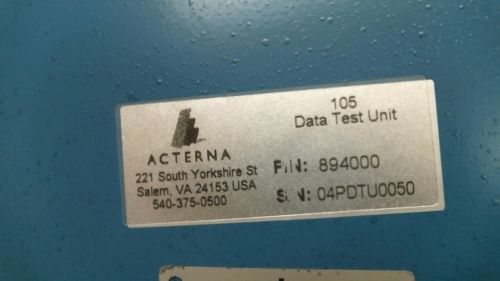 ACTERNA
221 South Yorkshire St
Salem, VA 24153 USA
540-375-0500
105
Data Test Unit
P/N: 894000
S/N: 04PDTU0050